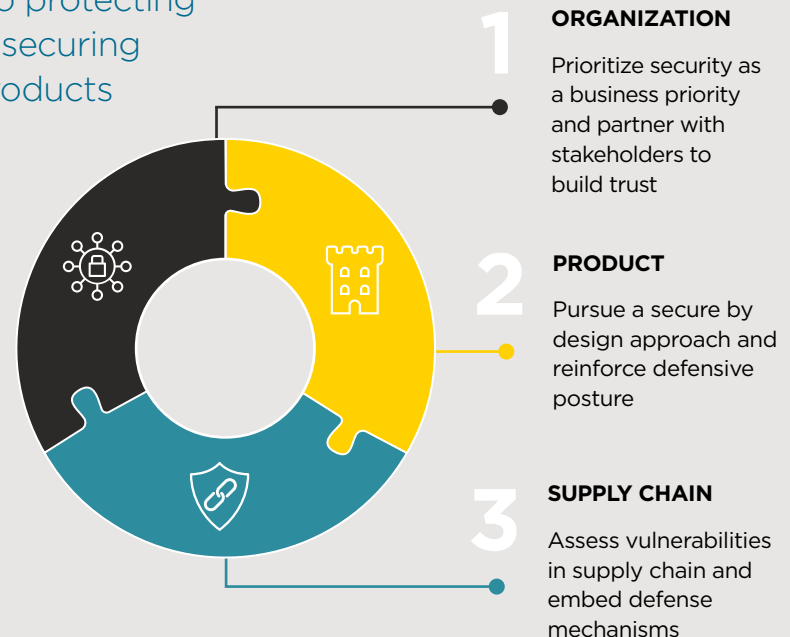 protecting
securing
1
ORGANIZATION
Prioritize security as
a business priority
and partner with
stakeholders to
build trust
2
PRODUCT
Pursue a secure by
design approach and
reinforce defensive
posture
3
SUPPLY CHAIN
Assess vulnerabilities
in supply chain and
embed defense
mechanisms